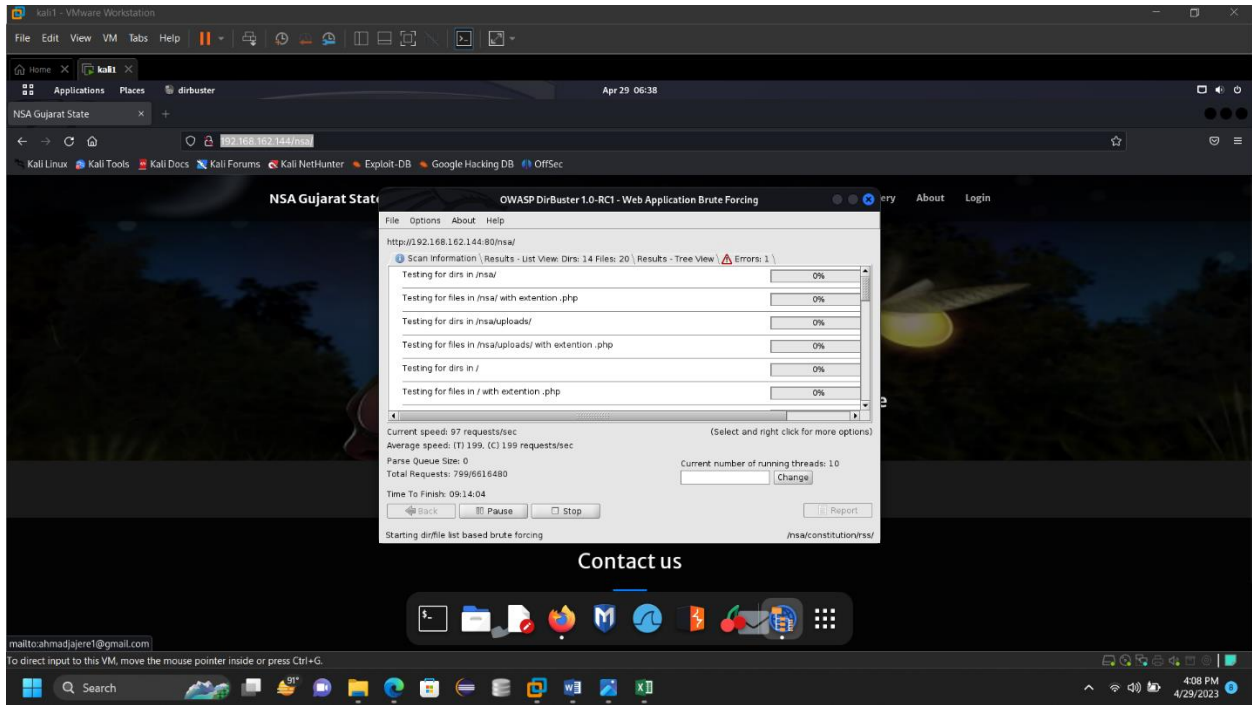 kali1 - VMware Workstation
File Edit View VM Tabs Help
Home kali1
Applications Places dirbuster Apr 29 06:38
NSA Gujarat State
192.168.162.144/nsa/
Kali Linux Kali Tools Kali Docs Kali Forums Kali NetHunter Exploit-DB Google Hacking DB OffSec
NSA Gujarat State
ery About Login
OWASP DirBuster 1.0-RC1 - Web Application Brute Forcing
File Options About Help
http://192.168.162.144:80/nsa/
Scan Information \ Results - List View: Dirs: 14 Files: 20 \ Results - Tree View \ Errors: 1 \
Testing for dirs in /nsa/ 0%
Testing for files in /nsa/ with extention .php 0%
Testing for dirs in /nsa/uploads/ 0%
Testing for files in /nsa/uploads/ with extention .php 0%
Testing for dirs in / 0%
Testing for files in / with extention .php 0%
Current speed: 97 requests/sec (Select and right click for more options)
Average speed: (T) 199, (C) 199 requests/sec
Parse Queue Size: 0 Current number of running threads: 10
Total Requests: 799/6616480 Change
Time To Finish: 09:14:04
Back Pause Stop Report
Starting dir/file list based brute forcing /nsa/constitution/rss/
Contact us
mailto:ahmadjajere1@gmail.com
To direct input to this VM, move the mouse pointer inside or press Ctrl+G.
Search 91° 4:08 PM
4/29/2023 8